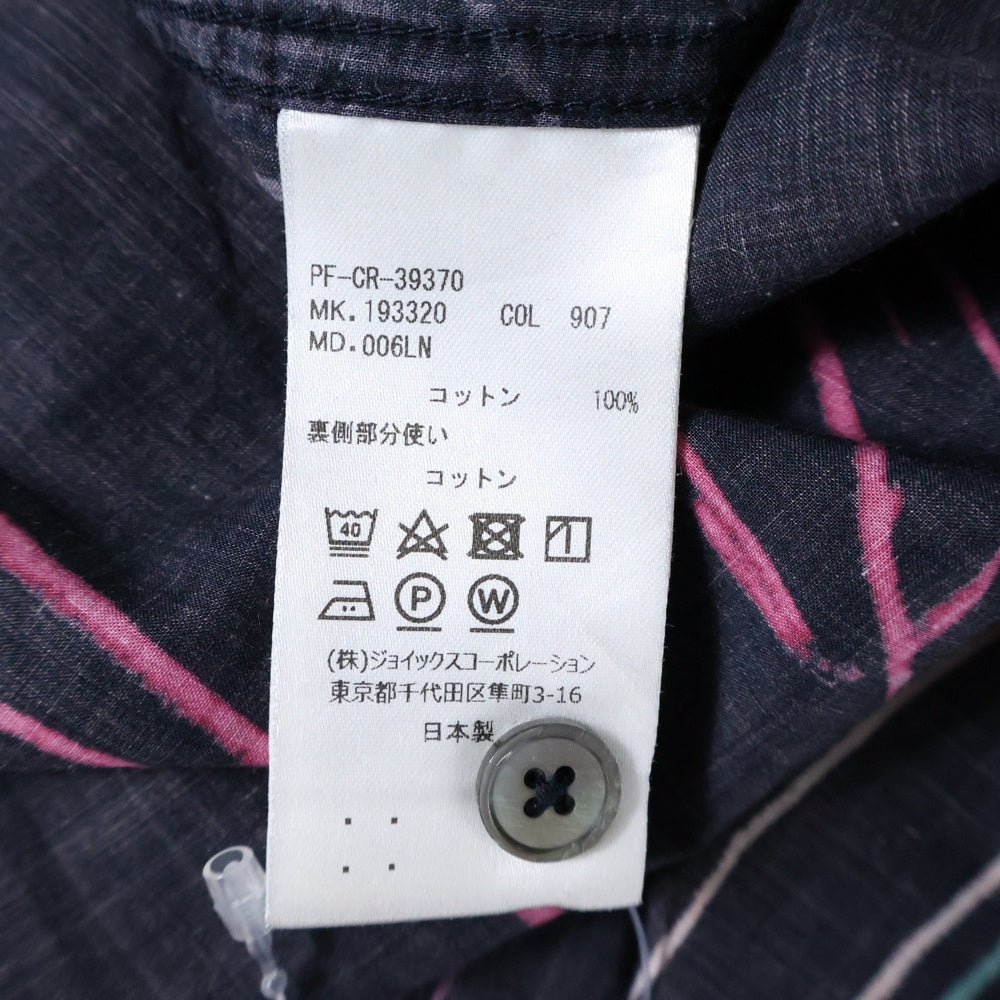 PF-CR-39370
MK.193320 COL 907
MD.006LN
コットン 100%
裏側部分使い
コットン
40
P W
(株)ジョイックスコーポレーション
東京都千代田区隼町3-16
日本製